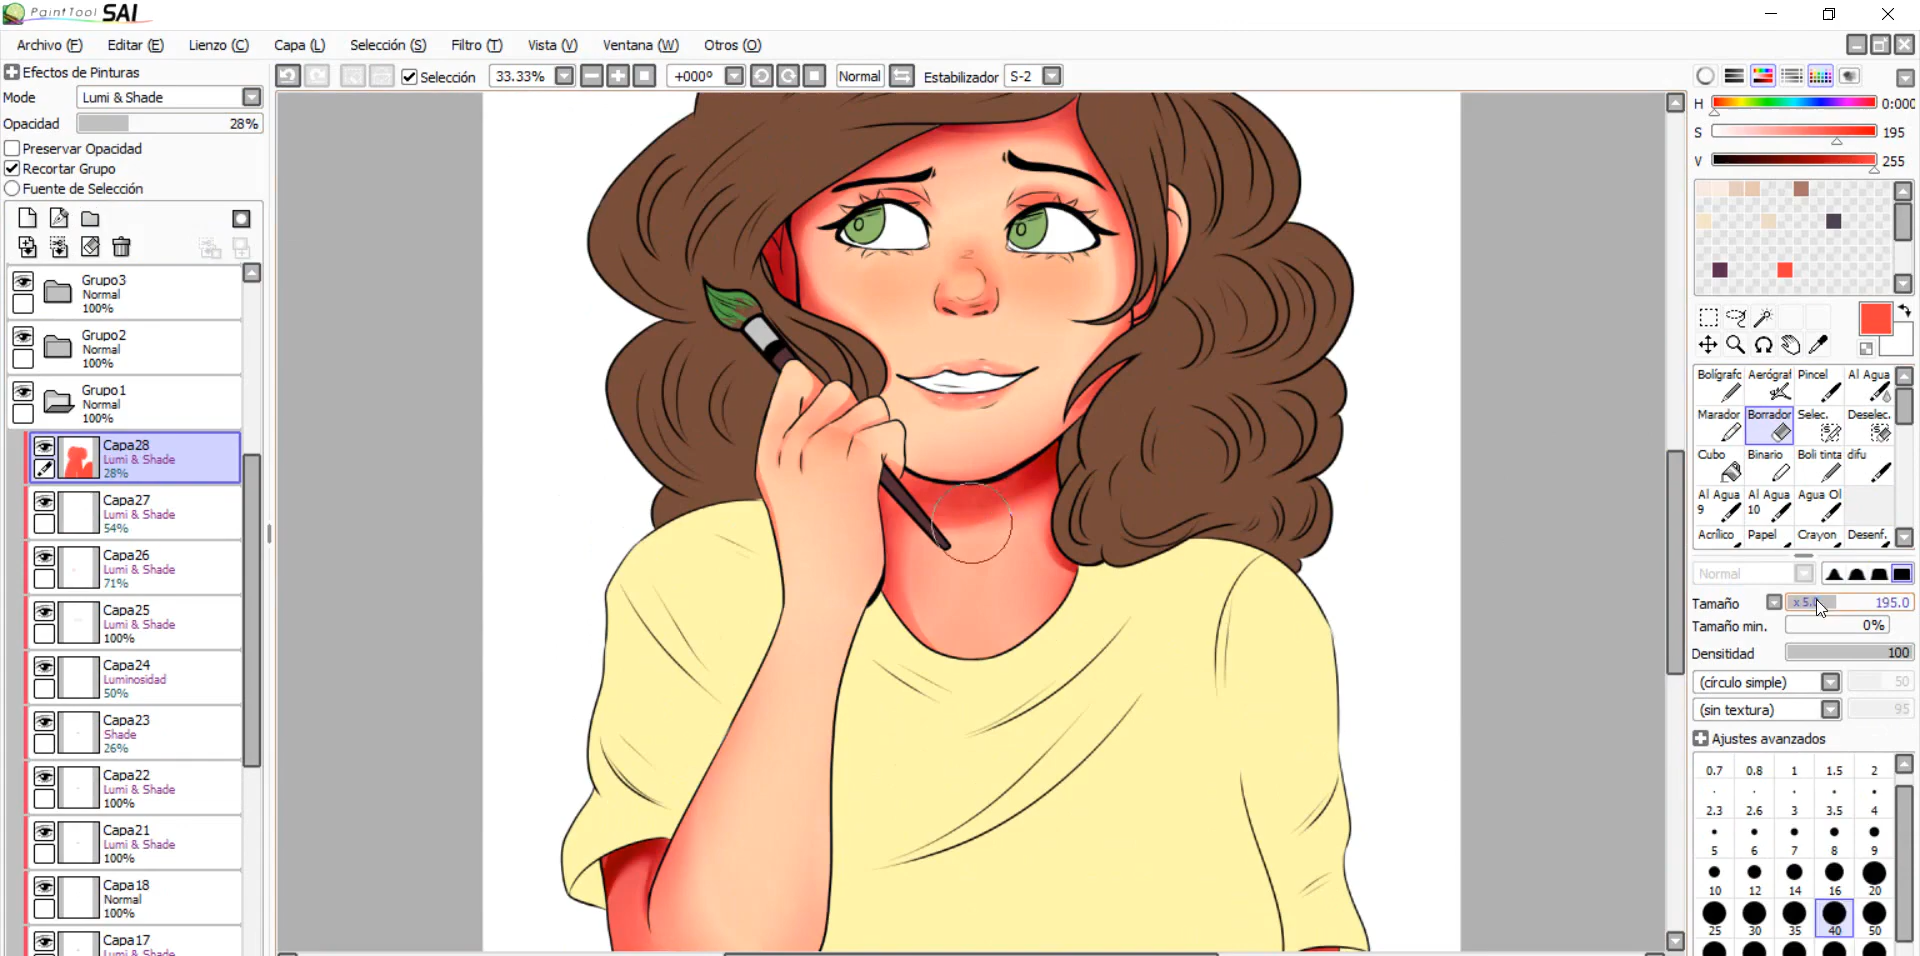 PaintTool SAI
Archivo (F) Editar (E) Lienzo (C) Capa (L) Selección (S) Filtro (T) Vista (V) Ventana (W) Otros (O)
Efectos de Pinturas
Mode Lumi & Shade
Opacidad 28%
Preservar Opacidad
Recortar Grupo
Fuente de Selección
Selección 33.33% +000º Normal Estabilizador S-2
Grupo3
Normal
100%
Grupo2
Normal
100%
Grupo1
Normal
100%
Capa28
Lumi & Shade
28%
Capa27
Lumi & Shade
54%
Capa26
Lumi & Shade
71%
Capa25
Lumi & Shade
100%
Capa24
Luminosidad
50%
Capa23
Shade
26%
Capa22
Lumi & Shade
100%
Capa21
Lumi & Shade
100%
Capa18
Normal
100%
Capa17
Lumi & Shade
H 0:000
S 195
V 255
Bolígrafo Aerógraf Pincel Al Agua
Marador Borrador Selec. Deselec.
Cubo Binario Boli tinta difu
Al Agua 9 Al Agua 10 Agua Ol
Acrílico Papel Crayon Desenf.
Normal
Tamaño x 5.0 195.0
Tamaño min. 0%
Densitidad 100
(círculo simple) 50
(sin textura) 95
Ajustes avanzados
0.7 0.8 1 1.5 2
2.3 2.6 3 3.5 4
5 6 7 8 9
10 12 14 16 20
25 30 35 40 50